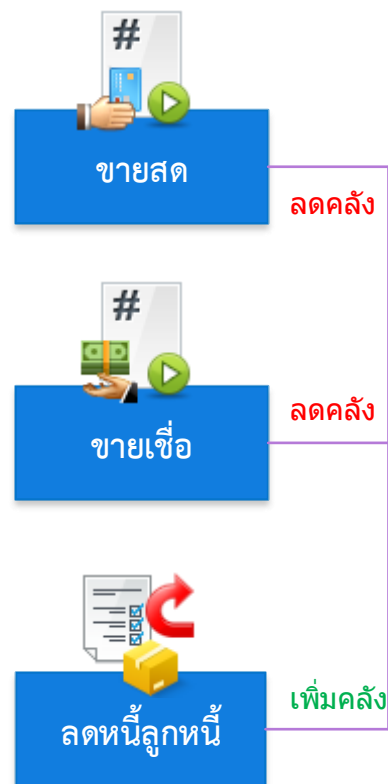 #
ขายสด
ลดคลัง
#
ขายเชื่อ
ลดคลัง
ลดหนี้ลูกหนี้
เพิ่มคลัง